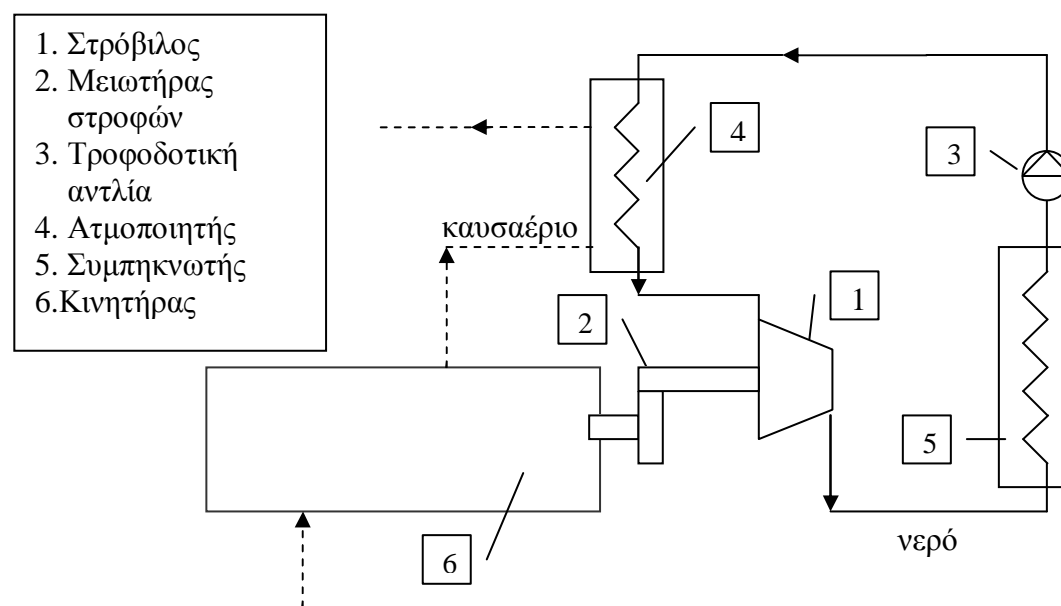 1. Στρόβιλος
2. Μειωτήρας
στροφών
3. Τροφοδοτική
αντλία
4. Ατμοποιητής
5. Συμπηκνωτής
6.Κινητήρας
4
3
καυσαέριο
1
2
5
νερό
6